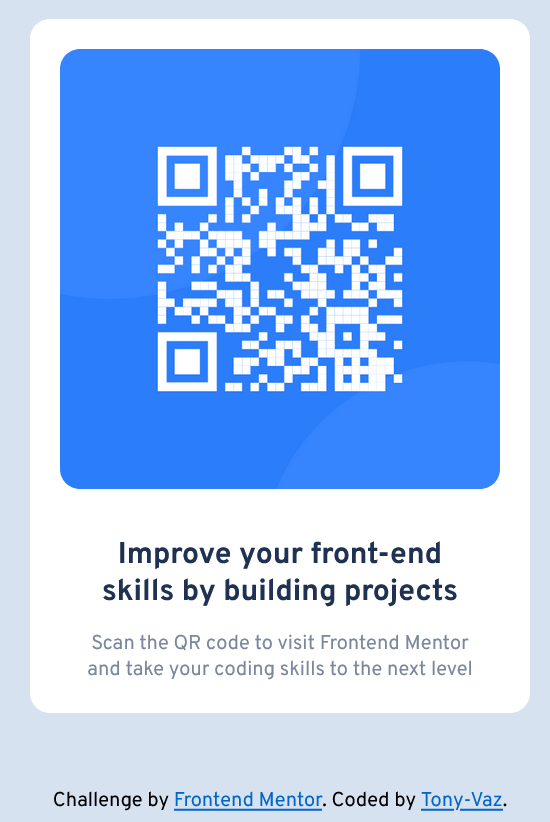 Improve your front-end
skills by building projects
Scan the QR code to visit Frontend Mentor
and take your coding skills to the next level
Challenge by Frontend Mentor. Coded by Tony-Vaz.